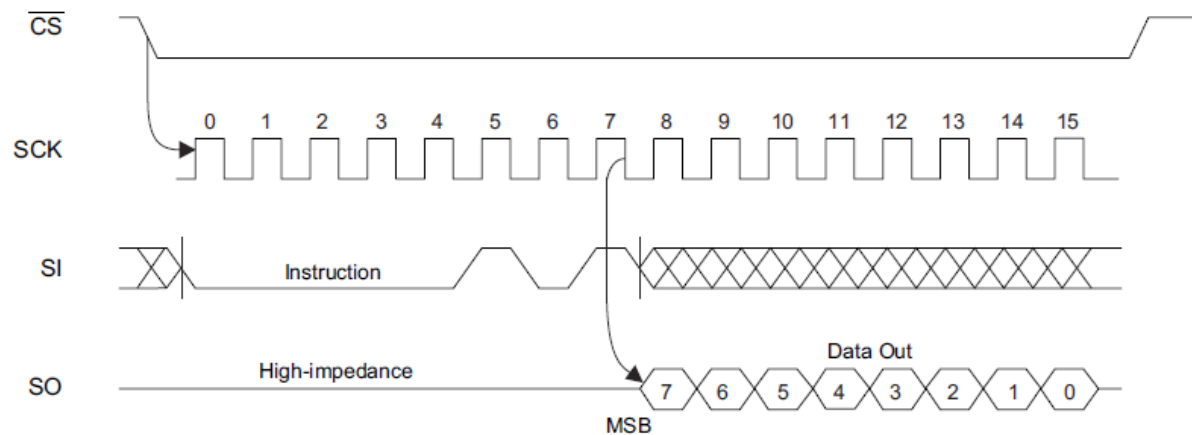 C̅S̅
SCK
0 1 2 3 4 5 6 7 8 9 10 11 12 13 14 15
SI
Instruction
SO
High-impedance
Data Out
7 6 5 4 3 2 1 0
MSB